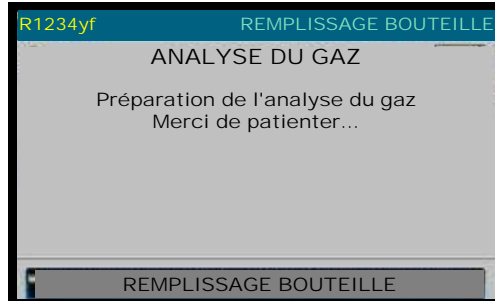 R1234yf REMPLISSAGE BOUTEILLE
ANALYSE DU GAZ
Préparation de l'analyse du gaz
Merci de patienter...
REMPLISSAGE BOUTEILLE